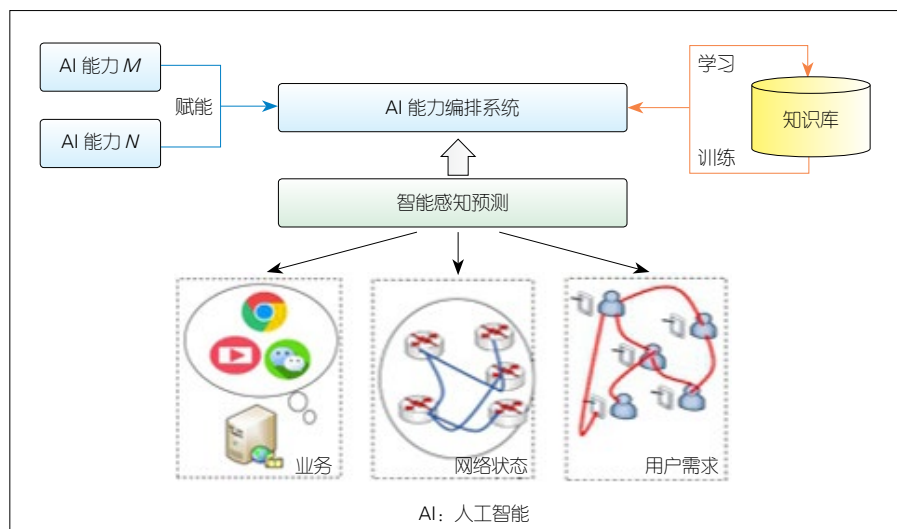 AI 能力 M
AI 能力 N
赋能
AI 能力编排系统
学习
知识库
训练
智能感知预测
业务
网络状态
用户需求
AI：人工智能